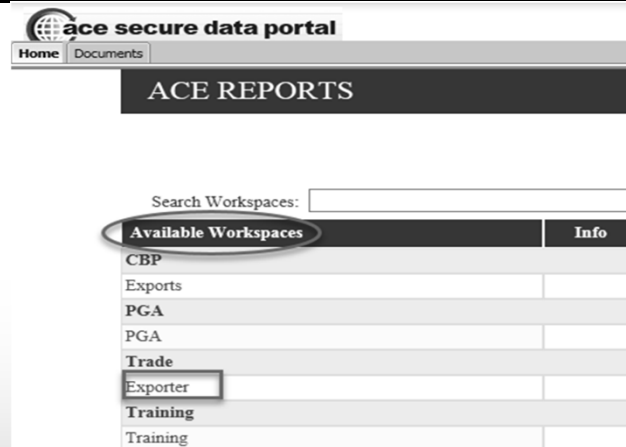 ace secure data portal
Home Documents
ACE REPORTS
Search Workspaces:
Available Workspaces Info
CBP
Exports
PGA
PGA
Trade
Exporter
Training
Training